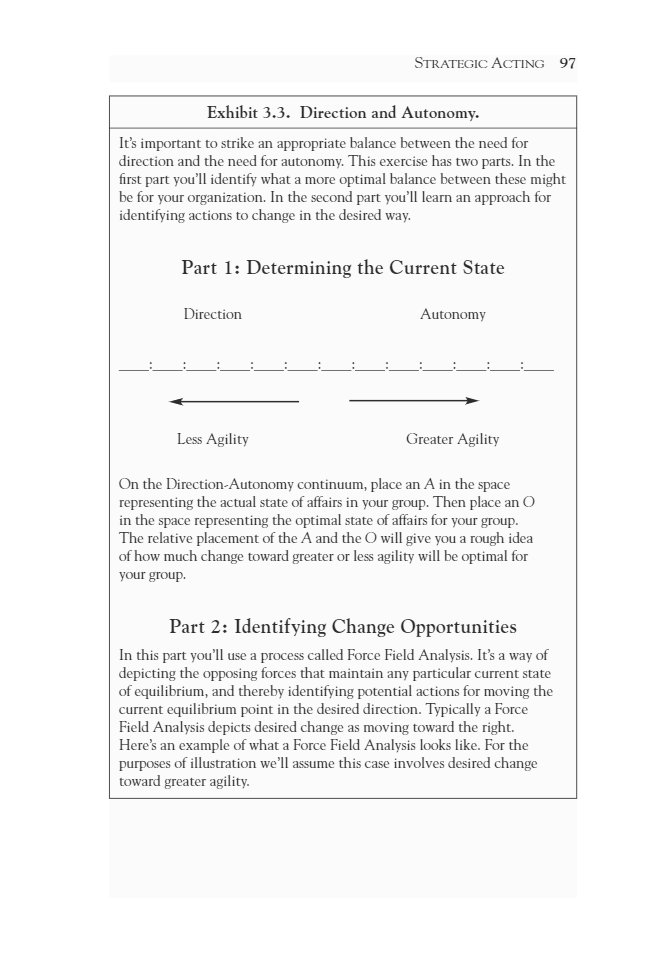 STRATEGIC ACTING 97
Exhibit 3.3. Direction and Autonomy.
It's important to strike an appropriate balance between the need for
direction and the need for autonomy. This exercise has two parts. In the
first part you'll identify what a more optimal balance between these might
be for your organization. In the second part you'll learn an approach for
identifying actions to change in the desired way.
Part 1: Determining the Current State
Direction Autonomy
____:____:____:____:____:____:____:____:____:____:____:____:____
Less Agility Greater Agility
On the Direction-Autonomy continuum, place an A in the space
representing the actual state of affairs in your group. Then place an O
in the space representing the optimal state of affairs for your group.
The relative placement of the A and the O will give you a rough idea
of how much change toward greater or less agility will be optimal for
your group.
Part 2: Identifying Change Opportunities
In this part you'll use a process called Force Field Analysis. It's a way of
depicting the opposing forces that maintain any particular current state
of equilibrium, and thereby identifying potential actions for moving the
current equilibrium point in the desired direction. Typically a Force
Field Analysis depicts desired change as moving toward the right.
Here's an example of what a Force Field Analysis looks like. For the
purposes of illustration we'll assume this case involves desired change
toward greater agility.